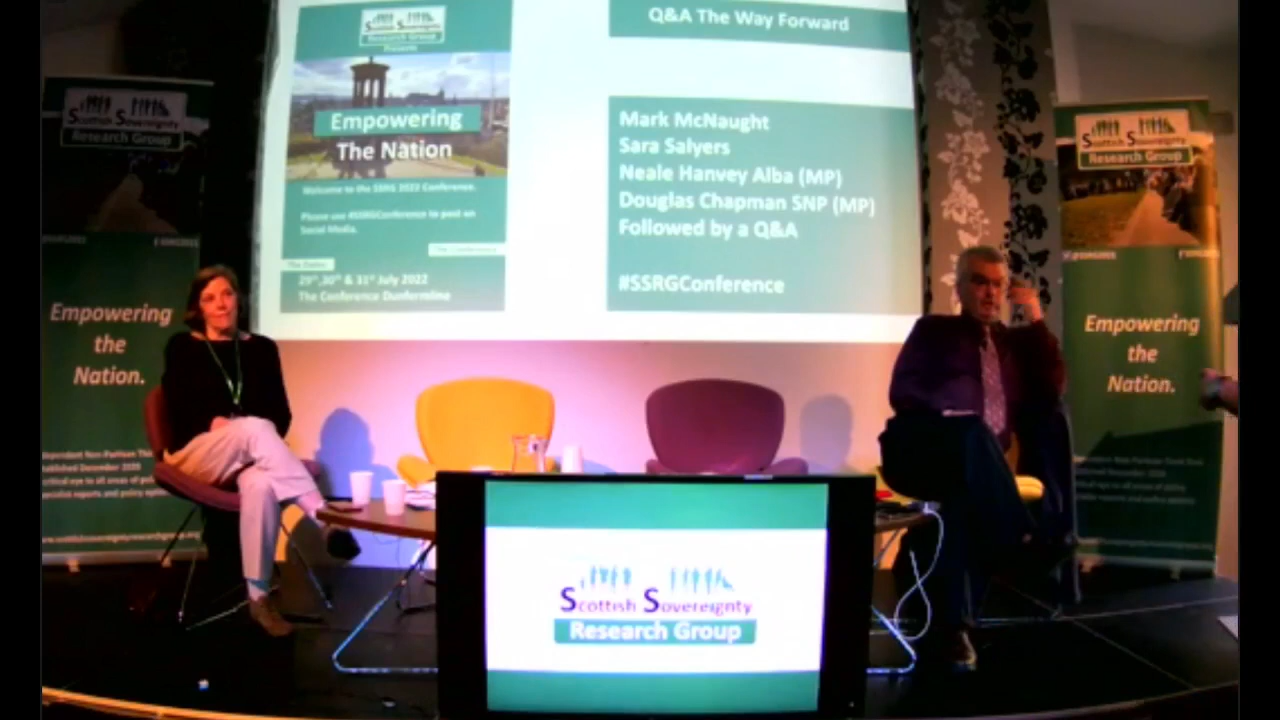 Scottish Sovereignty
Research Group
Presents
Empowering
The Nation
Welcome to the SSRG 2022 Conference.
Please use #SSRGConference to post on
Social Media.
29th, 30th & 31st July 2022
The Conference Dunfermline
Q&A The Way Forward
Mark McNaught
Sara Salyers
Neale Hanvey Alba (MP)
Douglas Chapman SNP (MP)
Followed by a Q&A
#SSRGConference
Scottish Sovereignty
Research Group
Empowering
the
Nation.
Scottish Sovereignty
Research Group
Empowering
the
Nation.
Scottish Sovereignty
Research Group